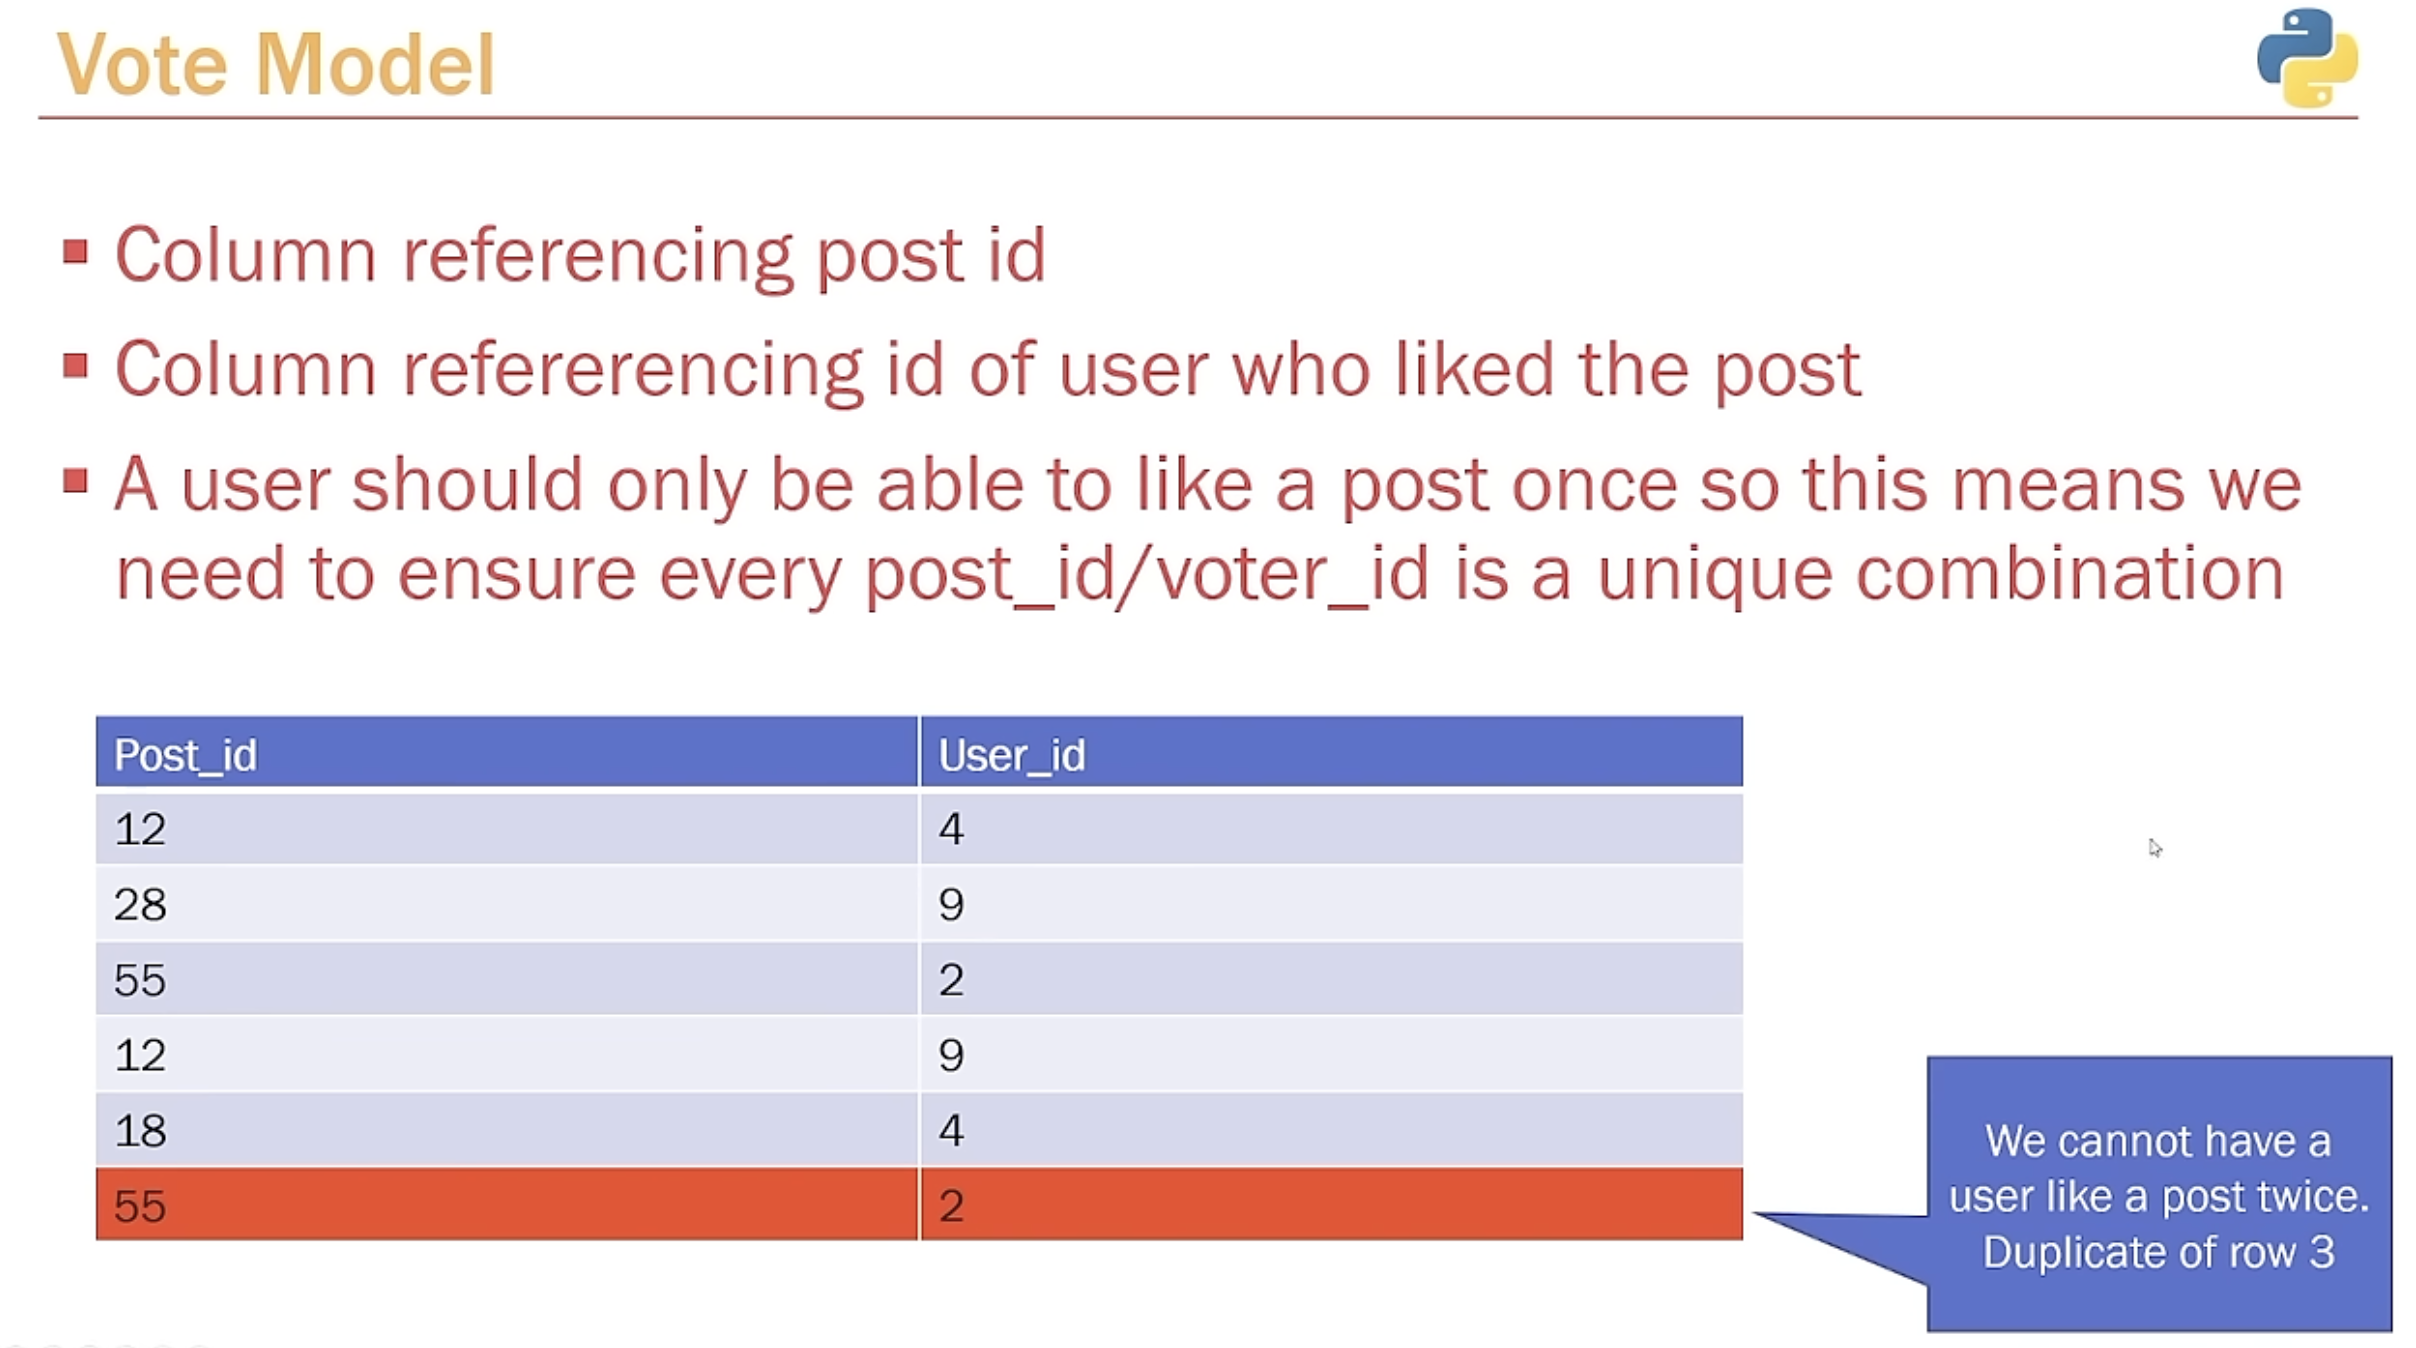 Vote Model
Column referencing post id
Column refererencing id of user who liked the post
A user should only be able to like a post once so this means we
need to ensure every post_id/voter_id is a unique combination
Post_id User_id
12 4
28 9
55 2
12 9
18 4
55 2
We cannot have a
user like a post twice.
Duplicate of row 3